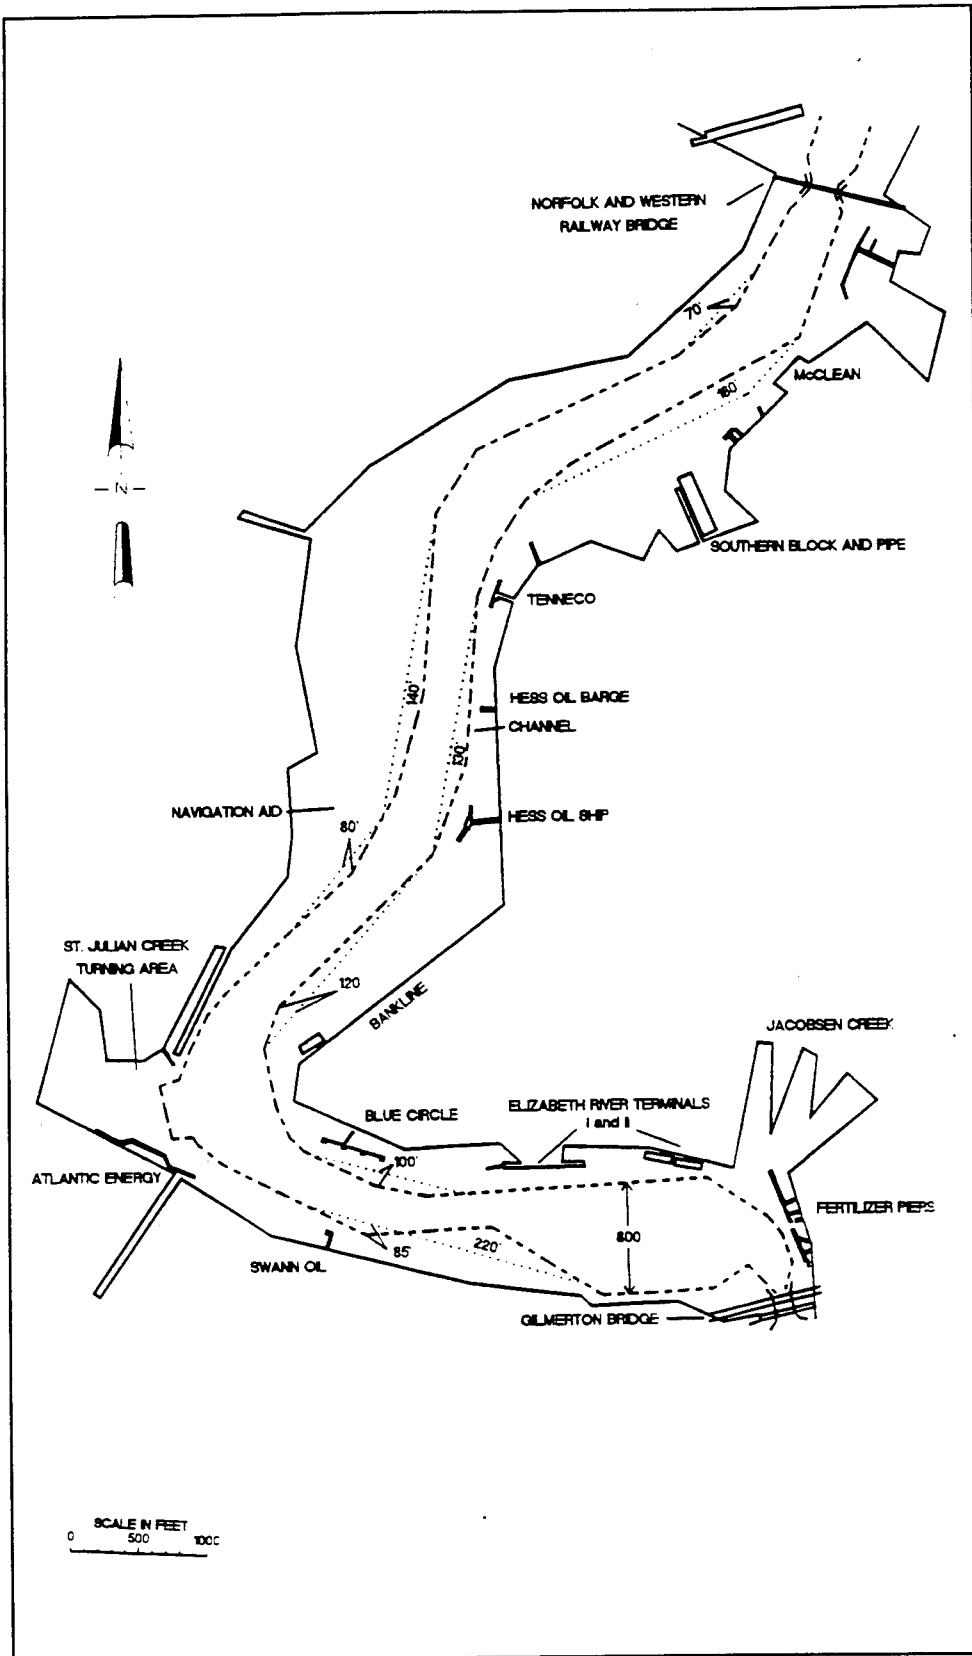 NORFOLK AND WESTERN
RAILWAY BRIDGE
70'
McCLEAN
180'
N
SOUTHERN BLOCK AND PIPE
TENNECO
140'
HESS OIL BARGE
CHANNEL
130'
NAVIGATION AID
HESS OIL SHIP
80'
ST. JULIAN CREEK
TURNING AREA
120'
BANKLINE
JACOBSEN CREEK
ELIZABETH RIVER TERMINALS
I and II
BLUE CIRCLE
100'
ATLANTIC ENERGY
FERTILIZER PIERS
800
85'
220'
SWANN OIL
GILMERTON BRIDGE
SCALE IN FEET
0 500 1000